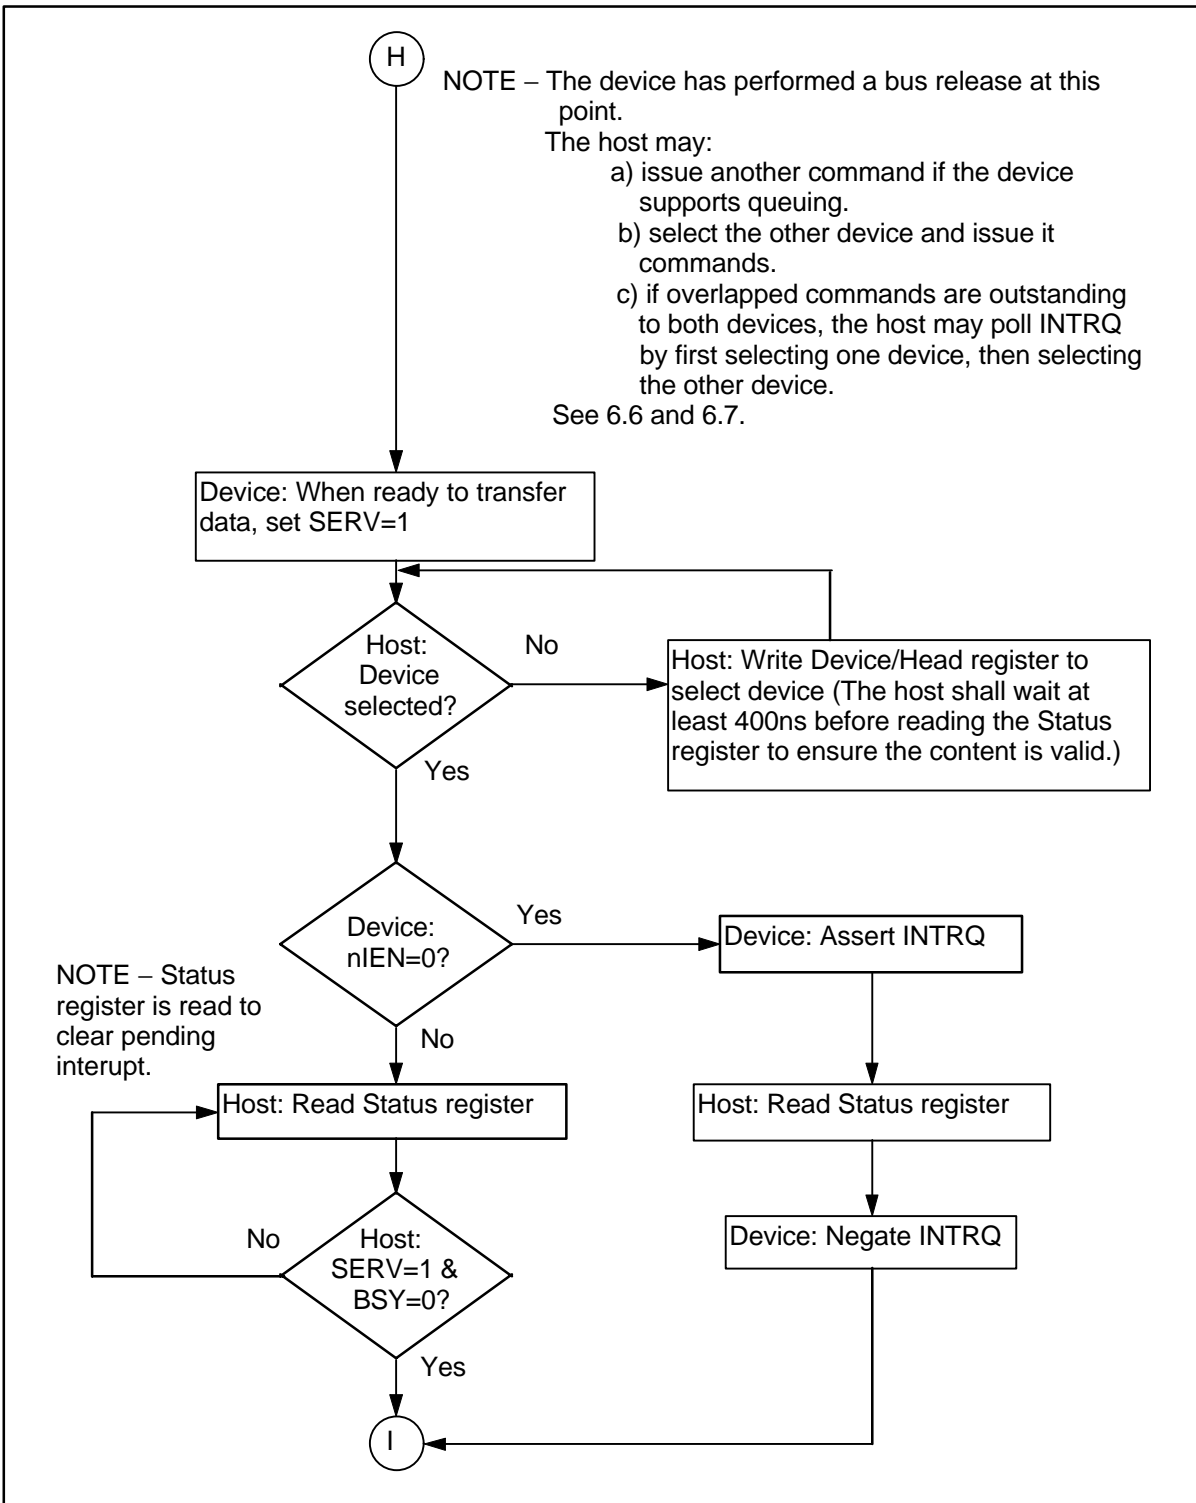 H
NOTE – The device has performed a bus release at this
point.
The host may:
a) issue another command if the device
supports queuing.
b) select the other device and issue it
commands.
c) if overlapped commands are outstanding
to both devices, the host may poll INTRQ
by first selecting one device, then selecting
the other device.
See 6.6 and 6.7.
Device: When ready to transfer
data, set SERV=1
Host:
Device
selected?
No
Host: Write Device/Head register to
select device (The host shall wait at
least 400ns before reading the Status
register to ensure the content is valid.)
Yes
Device:
nIEN=0?
Yes
Device: Assert INTRQ
NOTE – Status
register is read to
clear pending
interupt.
No
Host: Read Status register
Host: Read Status register
No
Host:
SERV=1 &
BSY=0?
Device: Negate INTRQ
Yes
I